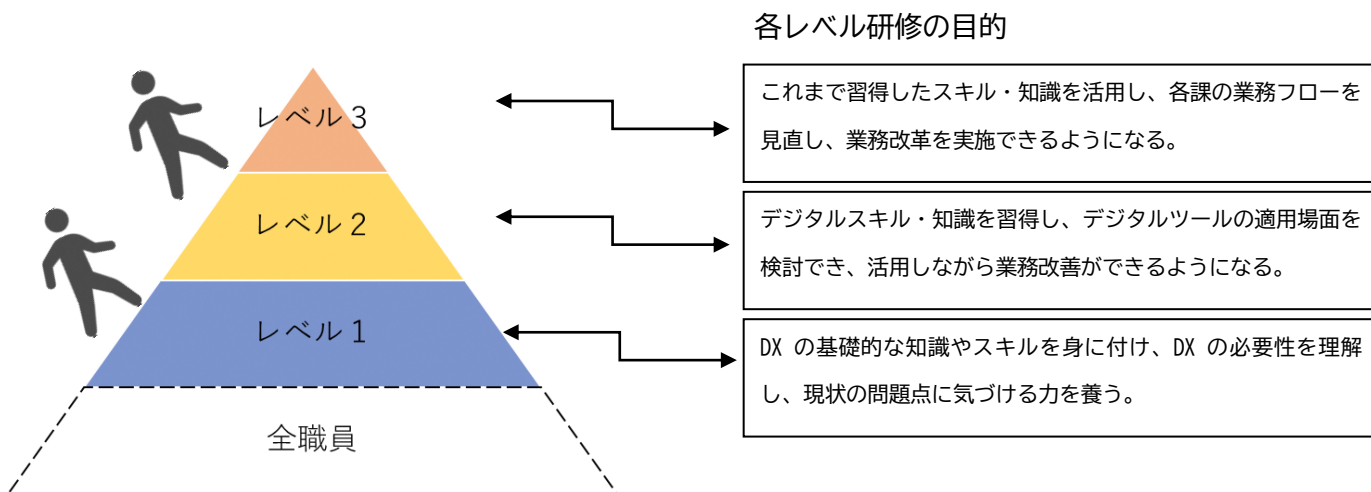 各レベル研修の目的
レベル３
これまで習得したスキル・知識を活用し、各課の業務フローを
見直し、業務改革を実施できるようになる。
レベル２
デジタルスキル・知識を習得し、デジタルツールの適用場面を
検討でき、活用しながら業務改善ができるようになる。
レベル１
DX の基礎的な知識やスキルを身に付け、DX の必要性を理解
し、現状の問題点に気づける力を養う。
全職員